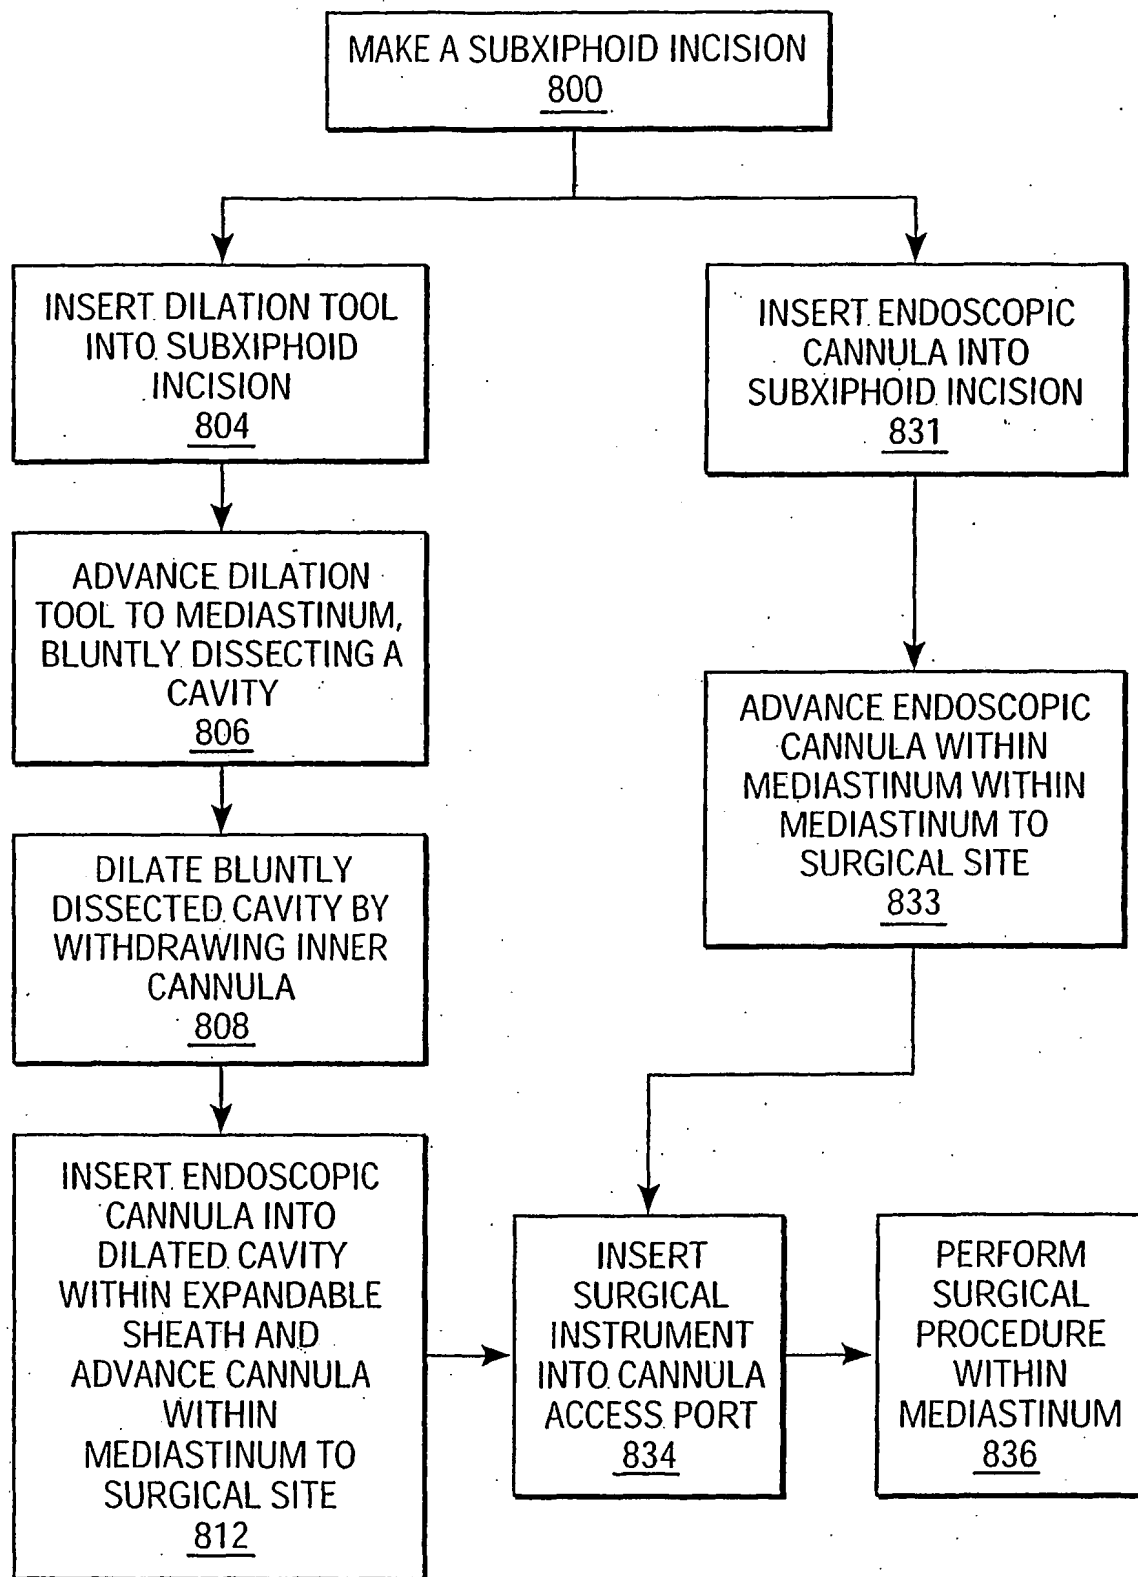 MAKE A SUBXIPHOID INCISION
800
INSERT DILATION TOOL
INTO SUBXIPHOID
INCISION
804
ADVANCE DILATION
TOOL TO MEDIASTINUM,
BLUNTLY DISSECTING A
CAVITY
806
DILATE BLUNTLY
DISSECTED CAVITY BY
WITHDRAWING INNER
CANNULA
808
INSERT ENDOSCOPIC
CANNULA INTO
DILATED CAVITY
WITHIN EXPANDABLE
SHEATH AND
ADVANCE CANNULA
WITHIN
MEDIASTINUM TO
SURGICAL SITE
812
INSERT ENDOSCOPIC
CANNULA INTO
SUBXIPHOID INCISION
831
ADVANCE ENDOSCOPIC
CANNULA WITHIN
MEDIASTINUM WITHIN
MEDIASTINUM TO
SURGICAL SITE
833
INSERT
SURGICAL
INSTRUMENT
INTO CANNULA
ACCESS PORT
834
PERFORM
SURGICAL
PROCEDURE
WITHIN
MEDIASTINUM
836